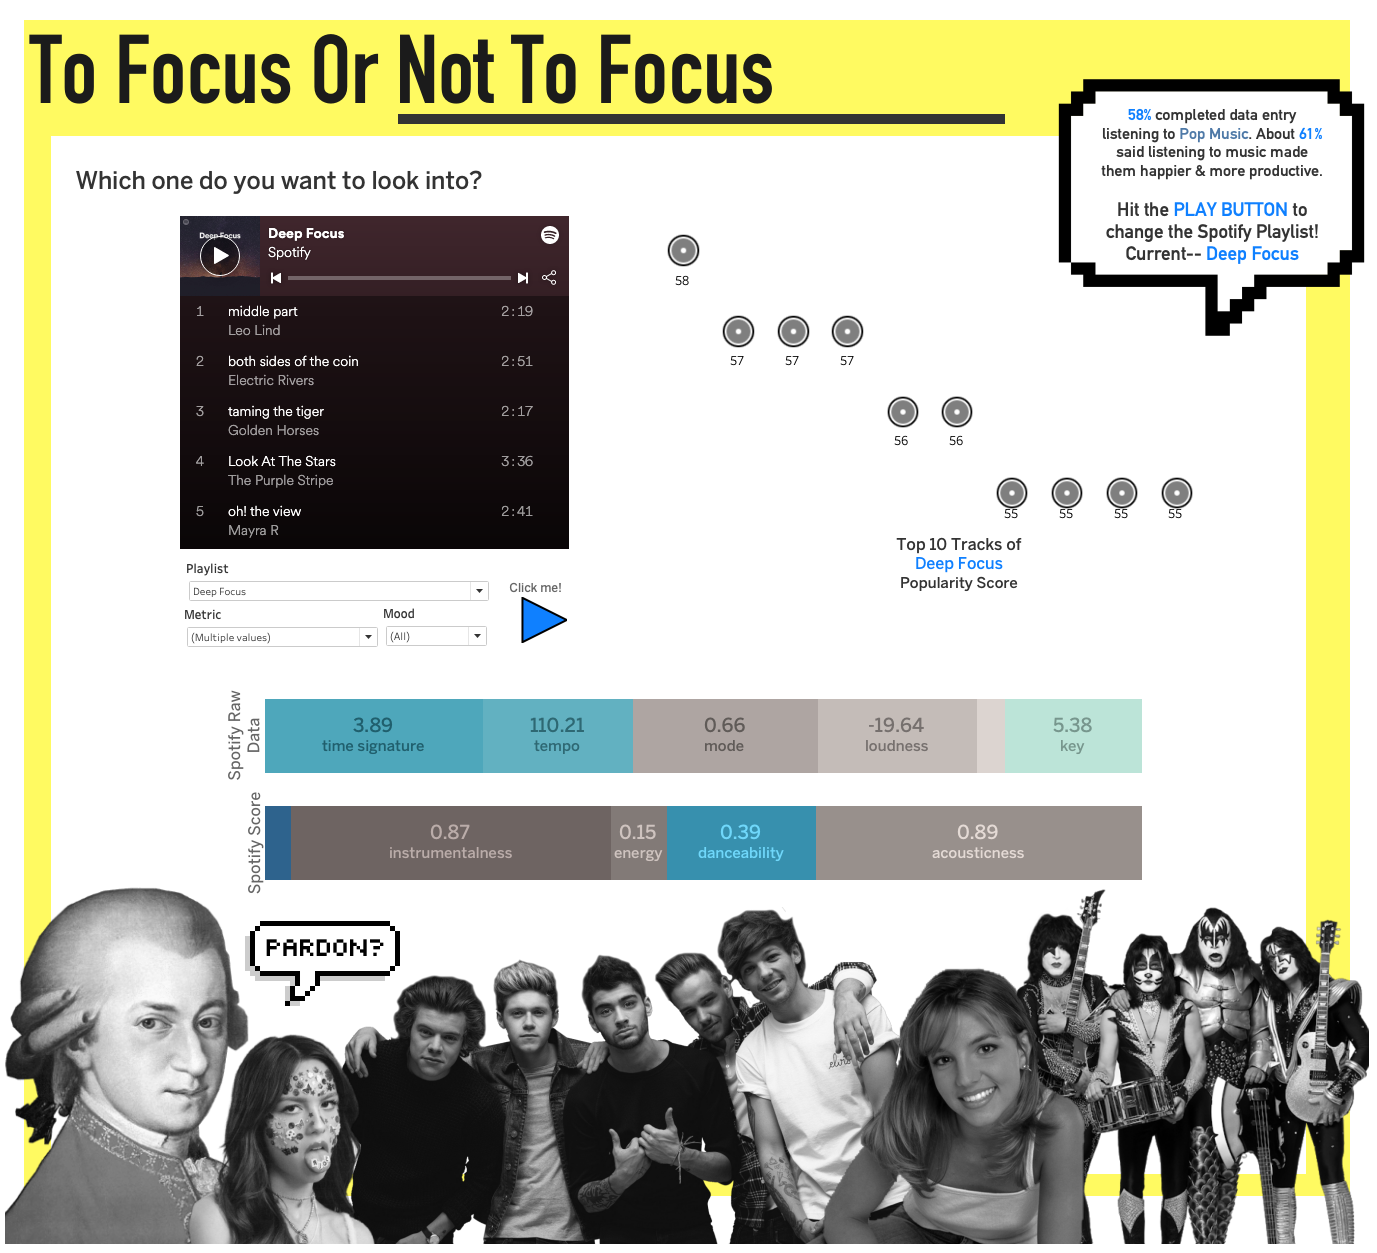 To Focus Or Not To Focus
58% completed data entry
listening to Pop Music. About 61%
said listening to music made
them happier & more productive.
Hit the PLAY BUTTON to
change the Spotify Playlist!
Current-- Deep Focus
Which one do you want to look into?
Deep Focus
Deep Focus
Spotify
1 middle part 2:19
Leo Lind
2 both sides of the coin 2:51
Electric Rivers
3 taming the tiger 2:17
Golden Horses
4 Look At The Stars 3:36
The Purple Stripe
5 oh! the view 2:41
Mayra R
58
57 57 57
56 56
55 55 55 55
Top 10 Tracks of
Deep Focus
Popularity Score
Playlist
Deep Focus
Click me!
Metric Mood
(Multiple values) (All)
Spotify Raw
Data
3.89 110.21 0.66 -19.64 5.38
time signature tempo mode loudness key
Spotify Score
0.87 0.15 0.39 0.89
instrumentalness energy danceability acousticness
PARDON?